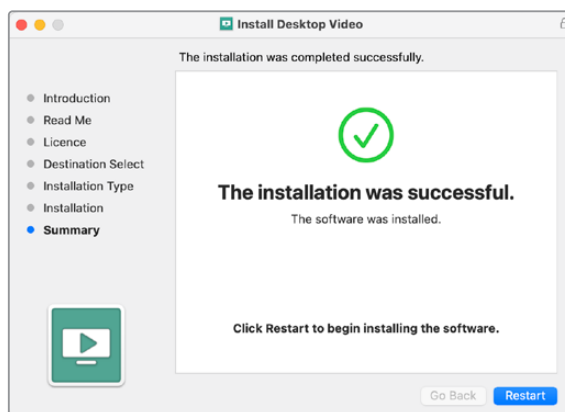 Install Desktop Video
The installation was completed successfully.
Introduction
Read Me
Licence
Destination Select
Installation Type
Installation
Summary
The installation was successful.
The software was installed.
Click Restart to begin installing the software.
Go Back
Restart